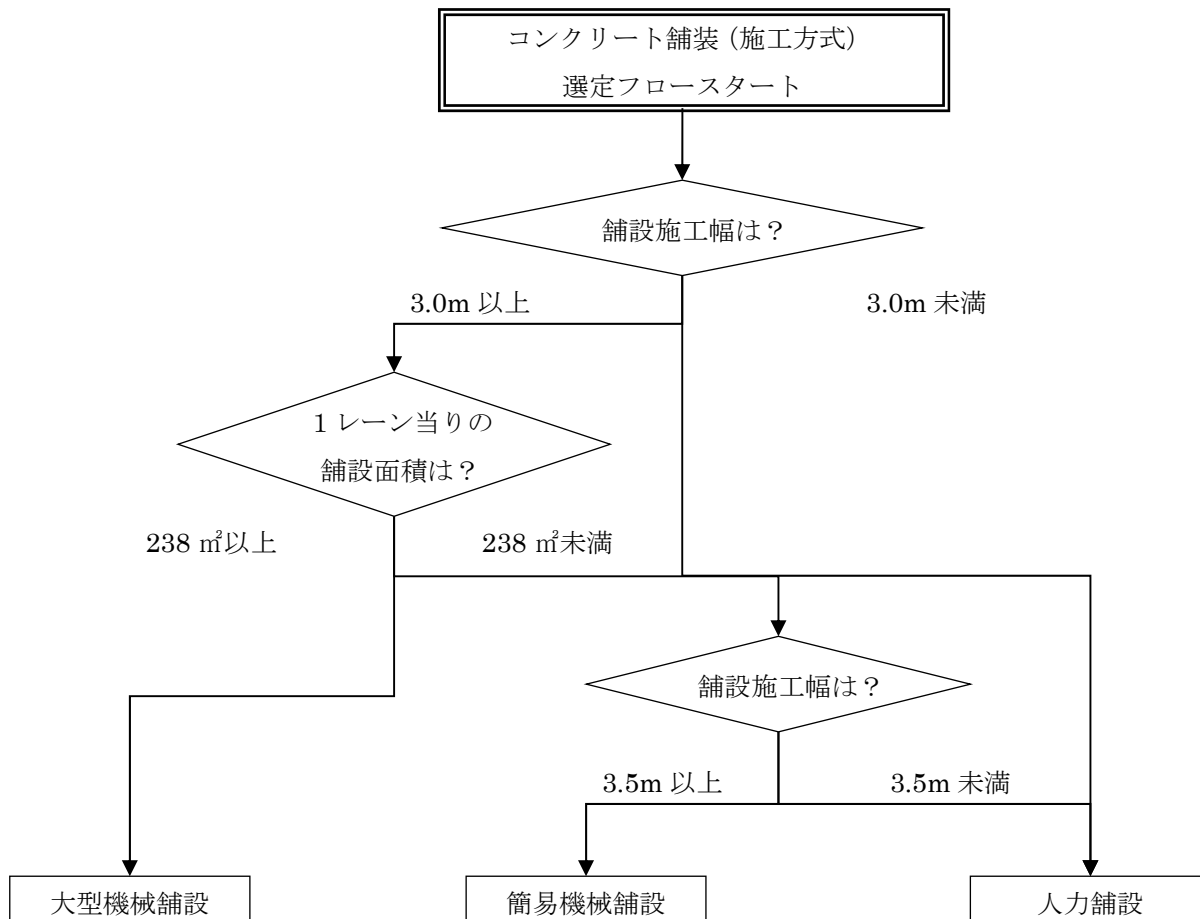 コンクリート舗装（施工方式）
選定フロースタート
舗設施工幅は？
3.0m 以上
3.0m 未満
１レーン当りの
舗設面積は？
238 ㎡以上
238 ㎡未満
舗設施工幅は？
3.5m 以上
3.5m 未満
大型機械舗設
簡易機械舗設
人力舗設